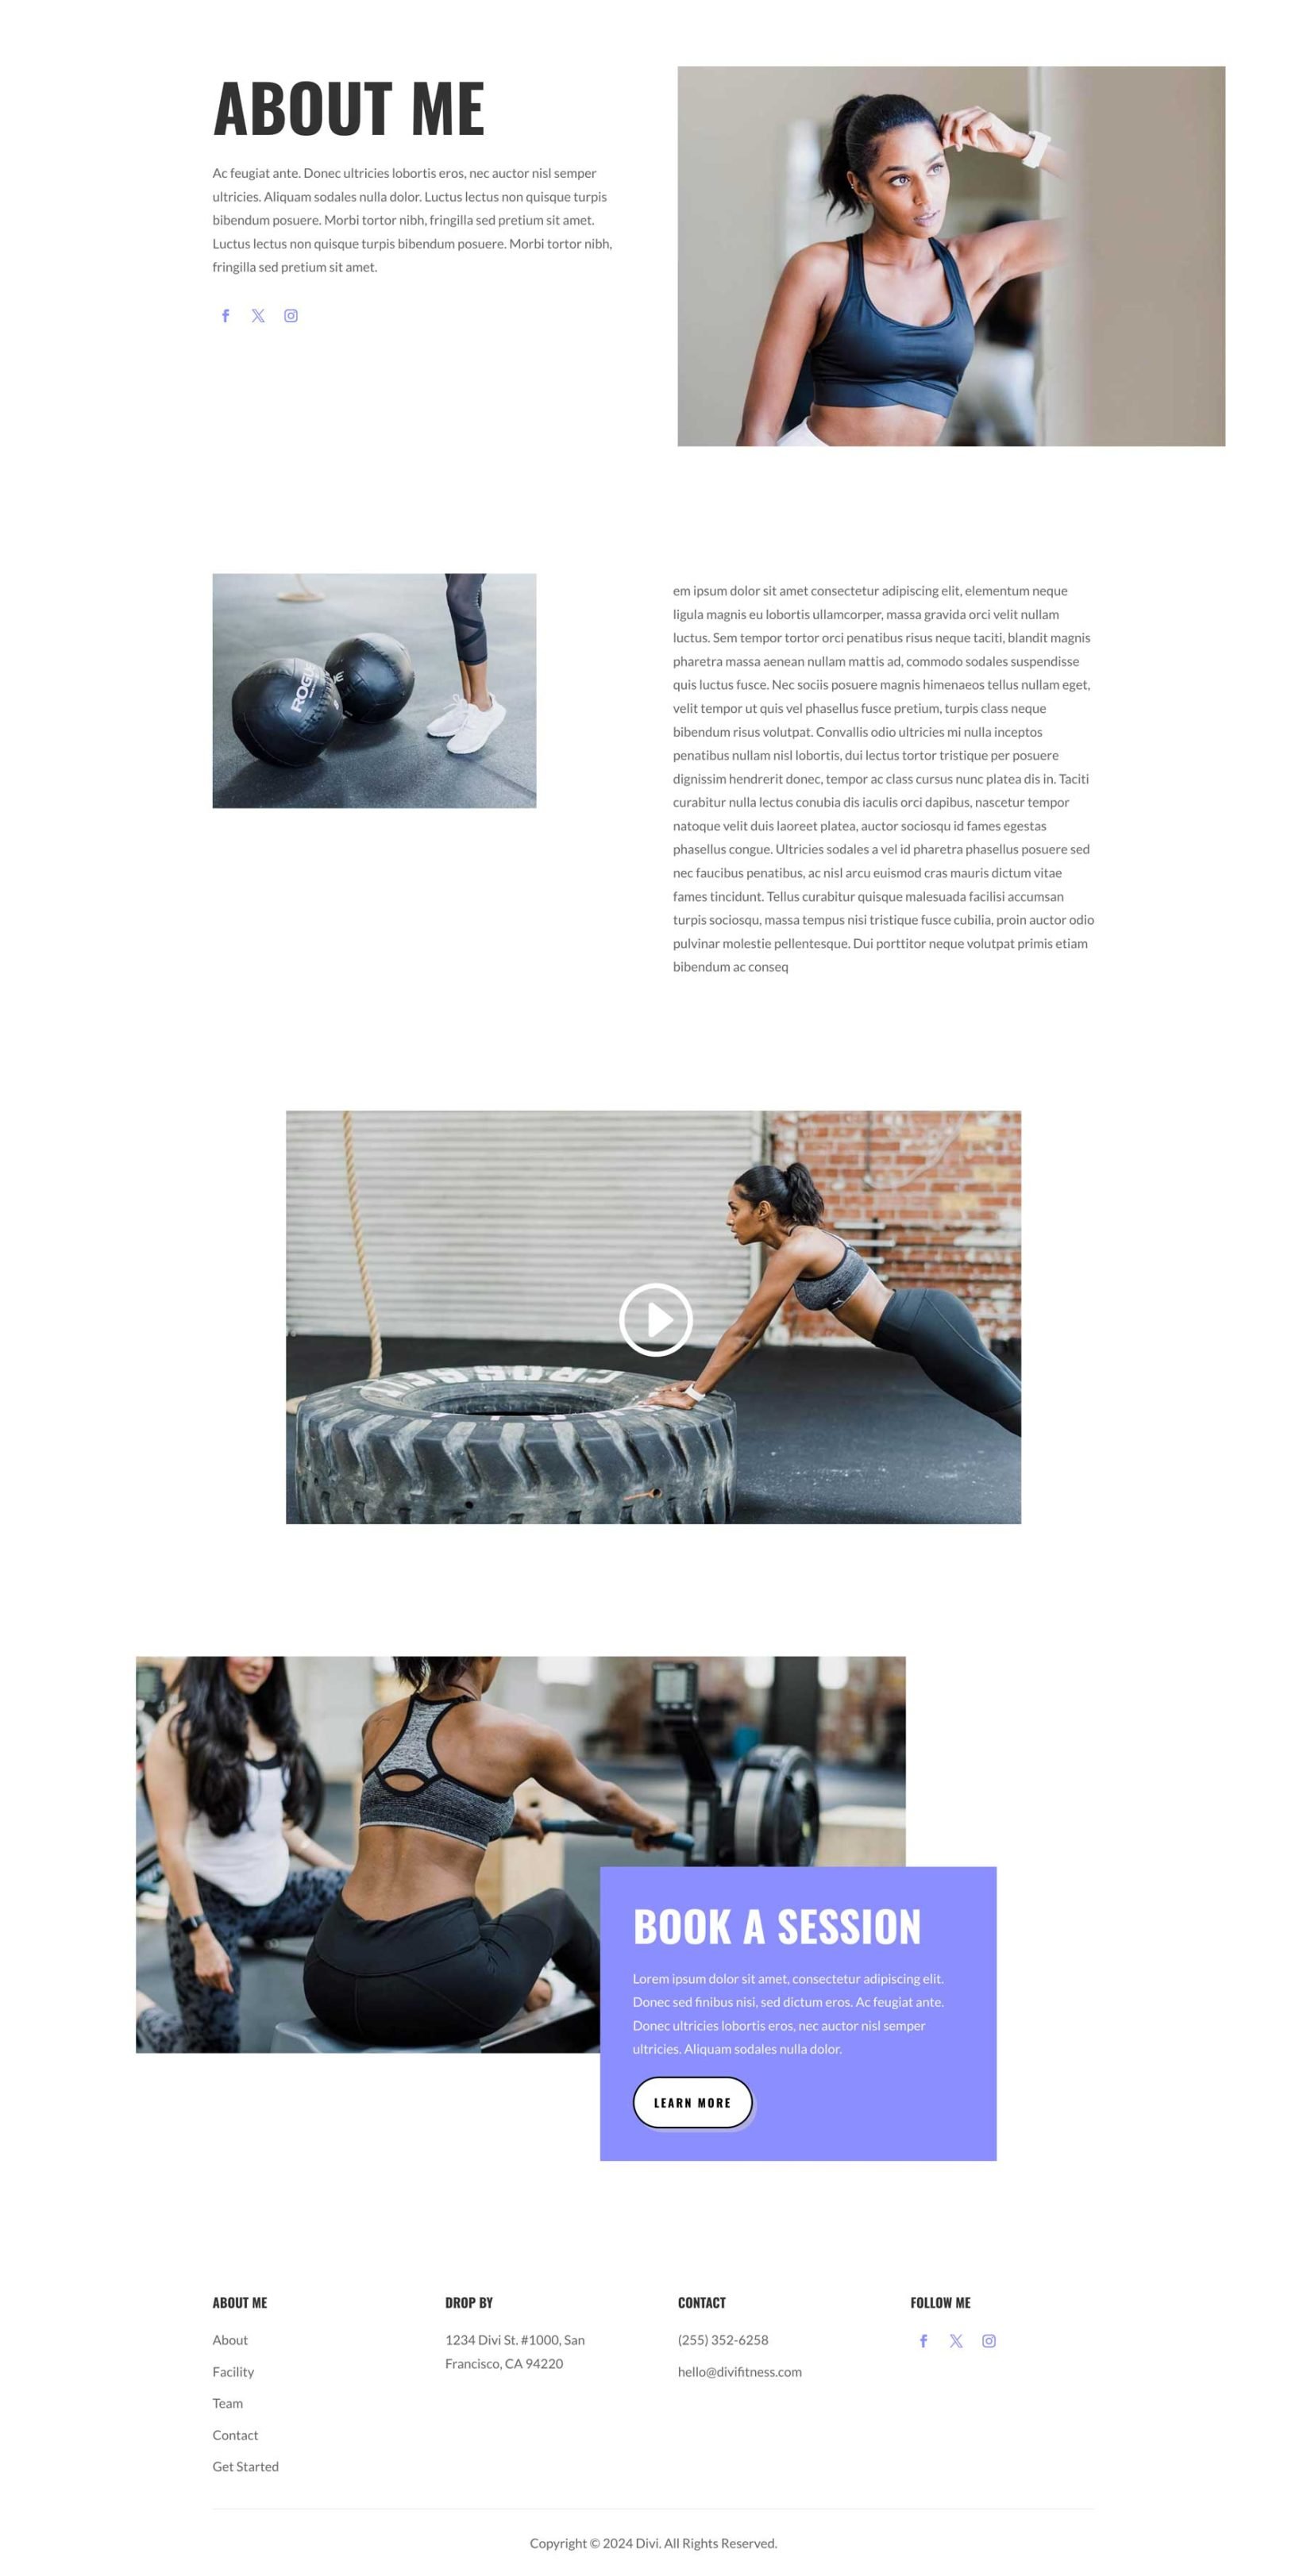 ABOUT ME
Ac feugiat ante. Donec ultricies lobortis eros, nec auctor nisl semper
ultricies. Aliquam sodales nulla dolor. Luctus lectus non quisque turpis
bibendum posuere. Morbi tortor nibh, fringilla sed pretium sit amet.
Luctus lectus non quisque turpis bibendum posuere. Morbi tortor nibh,
fringilla sed pretium sit amet.
ROGUE
em ipsum dolor sit amet consectetur adipiscing elit, elementum neque
ligula magnis eu lobortis ullamcorper, massa gravida orci velit nullam
luctus. Sem tempor tortor orci penatibus risus neque taciti, blandit magnis
pharetra massa aenean nullam mattis ad, commodo sodales suspendisse
quis luctus fusce. Nec sociis posuere magnis himenaeos tellus nullam eget,
velit tempor ut quis vel phasellus fusce pretium, turpis class neque
bibendum risus volutpat. Convallis odio ultricies mi nulla inceptos
penatibus nullam nisl lobortis, dui lectus tortor tristique per posuere
dignissim hendrerit donec, tempor ac class cursus nunc platea dis in. Taciti
curabitur nulla lectus conubia dis iaculis orci dapibus, nascetur tempor
natoque velit duis laoreet platea, auctor sociosqu id fames egestas
phasellus congue. Ultricies sodales a vel id pharetra phasellus posuere sed
nec faucibus penatibus, ac nisl arcu euismod cras mauris dictum vitae
fames tincidunt. Tellus curabitur quisque malesuada facilisi accumsan
turpis sociosqu, massa tempus nisi tristique fusce cubilia, proin auctor odio
pulvinar molestie pellentesque. Dui porttitor neque volutpat primis etiam
bibendum ac conseq
BOOK A SESSION
Lorem ipsum dolor sit amet, consectetur adipiscing elit.
Donec sed finibus nisi, sed dictum eros. Ac feugiat ante.
Donec ultricies lobortis eros, nec auctor nisl semper
ultricies. Aliquam sodales nulla dolor.
LEARN MORE
ABOUT ME
About
Facility
Team
Contact
Get Started
DROP BY
1234 Divi St. #1000, San
Francisco, CA 94220
CONTACT
(255) 352-6258
hello@divifitness.com
FOLLOW ME
Copyright © 2024 Divi. All Rights Reserved.